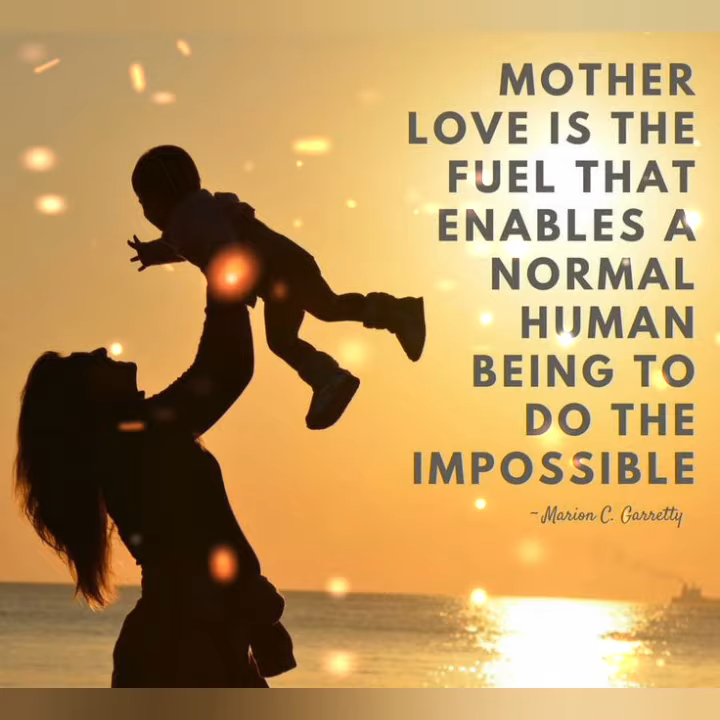 MOTHER
LOVE IS THE
FUEL THAT
ENABLES A
NORMAL
HUMAN
BEING TO
DO THE
IMPOSSIBLE
~Marion C. Garretty